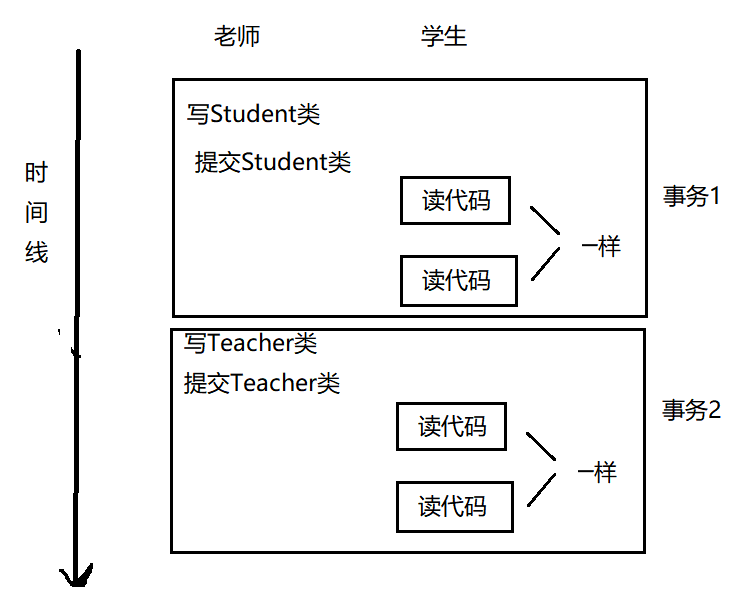 老师
学生
写Student类
提交Student类
时间线
读代码
事务1
一样
读代码
写Teacher类
提交Teacher类
读代码
事务2
一样
读代码